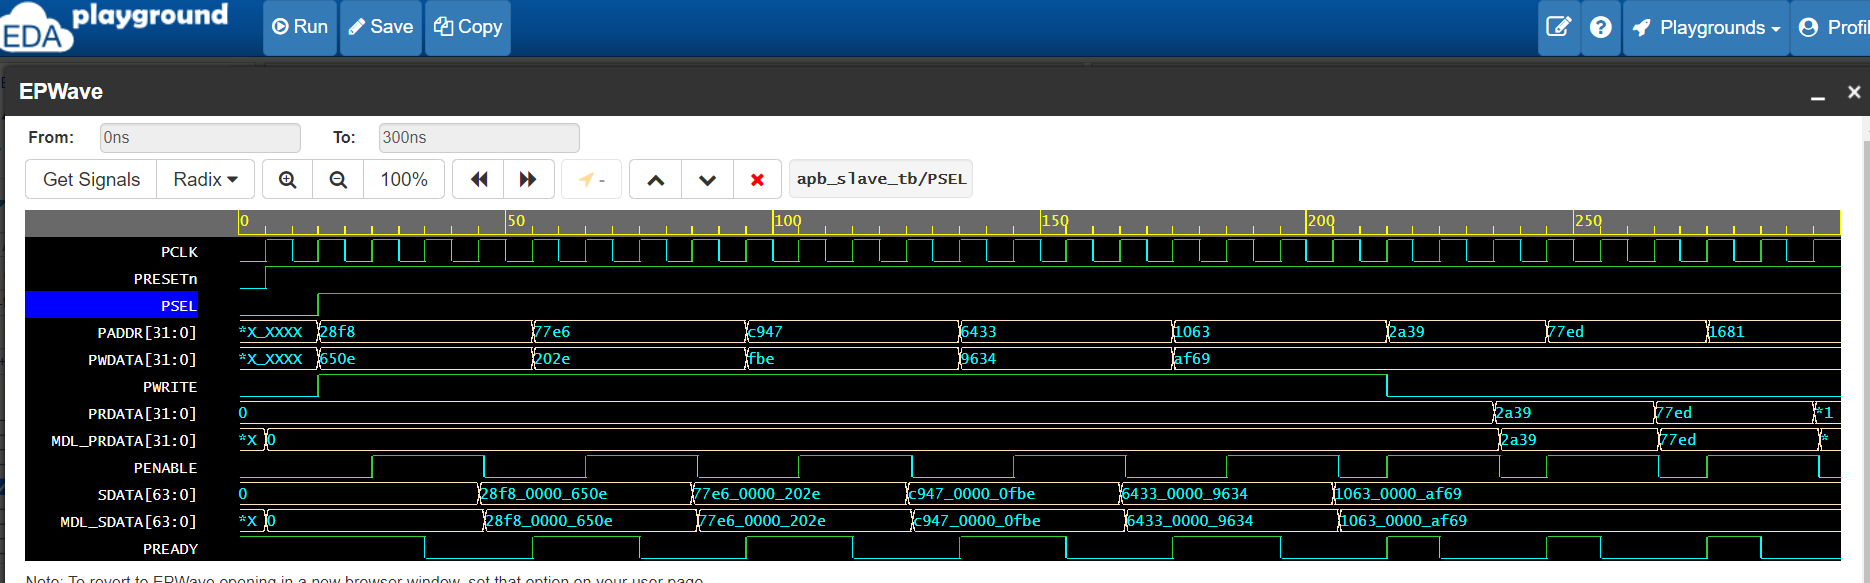 EDA playground Run Save Copy ? Playgrounds Profil
EPWave
From: 0ns To: 300ns
Get Signals Radix 100% - apb_slave_tb/PSEL
0 50 100 150 200 250
PCLK
PRESETn
PSEL
PADDR[31:0] *X_XXXX 28f8 77e6 c947 6433 1063 2a39 77ed 1681
PWDATA[31:0] *X_XXXX 650e 202e fbe 9634 af69
PWRITE
PRDATA[31:0] 0 2a39 77ed *1
MDL_PRDATA[31:0] *X 0 2a39 77ed *
PENABLE
SDATA[63:0] 0 28f8_0000_650e 77e6_0000_202e c947_0000_0fbe 6433_0000_9634 1063_0000_af69
MDL_SDATA[63:0] *X 0 28f8_0000_650e 77e6_0000_202e c947_0000_0fbe 6433_0000_9634 1063_0000_af69
PREADY
Note: To revert to EPWave opening in a new browser window, set that option on your user page.